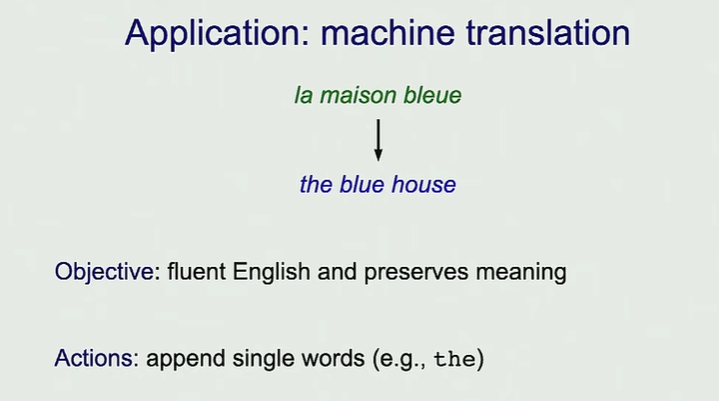 Application: machine translation
la maison bleue
the blue house
Objective: fluent English and preserves meaning
Actions: append single words (e.g., the)